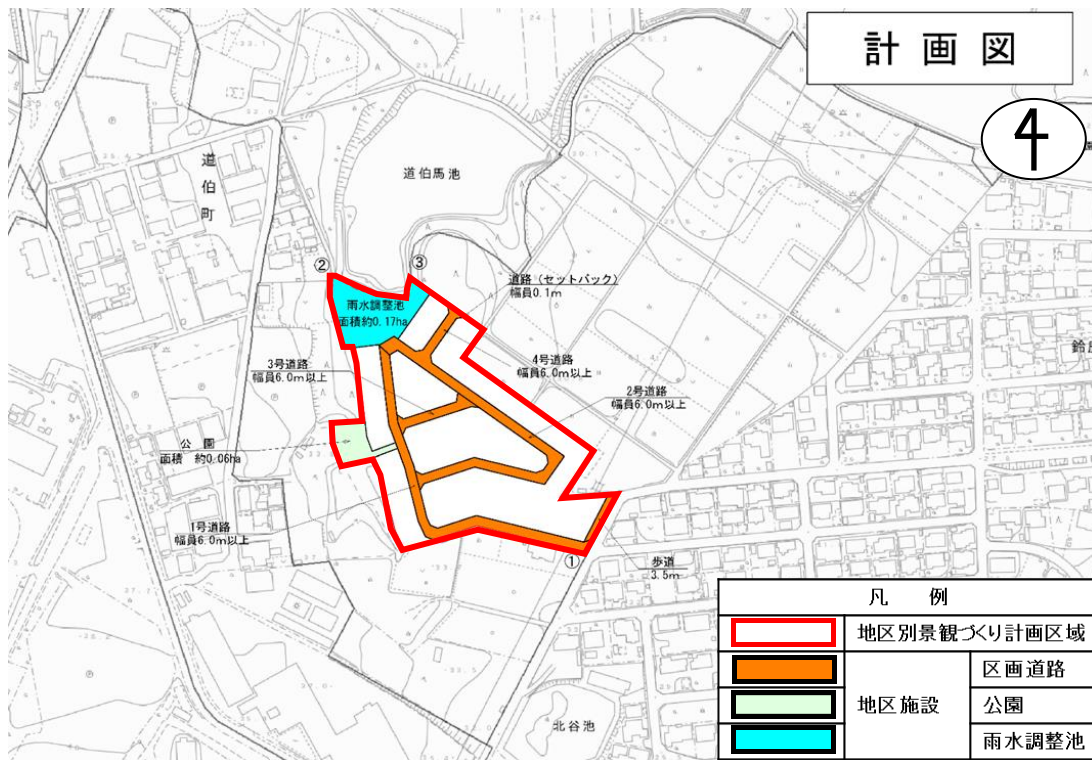 計画図
4
道伯町
道伯馬池
②
③
道路（セットバック）
幅員0.1m
雨水調整池
面積約0.17ha
3号道路
幅員6.0m以上
4号道路
幅員6.0m以上
2号道路
幅員6.0m以上
公園
面積 約0.06ha
1号道路
幅員6.0m以上
①
歩道
3.5m
北谷池
凡 例
地区別景観づくり計画区域
地区施設
区画道路
公園
雨水調整池